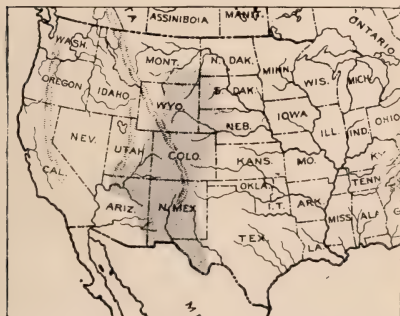 ASSINIBOIA
MANIT.
ONTARIO
WASH.
MONT.
N. DAK.
MINN.
OREGON
IDAHO
WYO.
S. DAK.
WIS.
MICH.
NEB.
IOWA
NEV.
UTAH
COLO.
ILL.
IND.
OHIO
CAL.
KANS.
MO.
K
OKLA.
TENN
ARIZ.
N. MEX.
I.T.
ARK.
MISS
ALA
G
TEX.
LA.
M